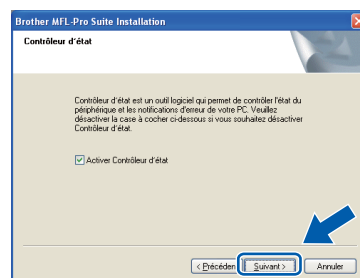 Brother MFL-Pro Suite Installation
Contrôleur d'état
Contrôleur d'état est un outil logiciel qui permet de contrôler l'état du
périphérique et les notifications d'erreur de votre PC. Veuillez
désactiver la case à cocher ci-dessous si vous souhaitez désactiver
Contrôleur d'état.
Activer Contrôleur d'état
< Précéden
Suivant >
Annuler